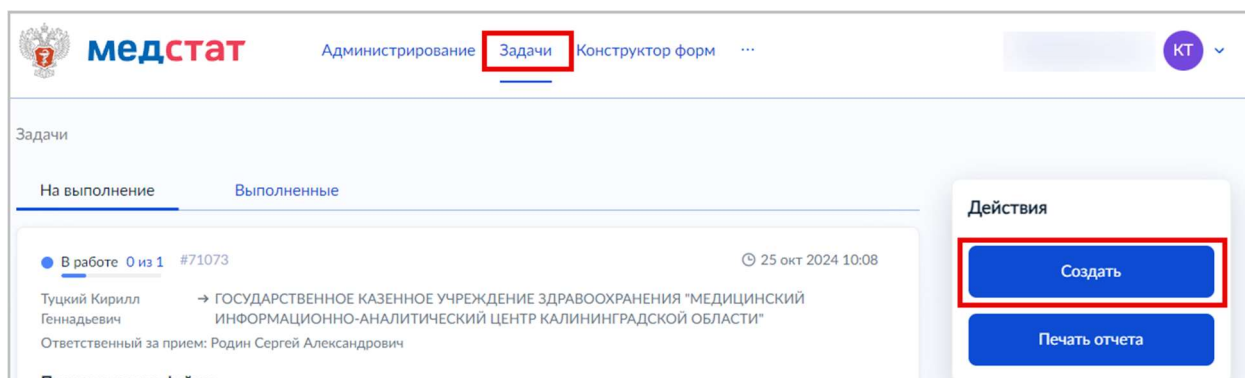 медстат
Администрирование Задачи Конструктор форм ... КТ
Задачи
На выполнение Выполненные
Действия
В работе 0 из 1 #71073 25 окт 2024 10:08
Создать
Туцкий Кирилл → ГОСУДАРСТВЕННОЕ КАЗЕННОЕ УЧРЕЖДЕНИЕ ЗДРАВООХРАНЕНИЯ "МЕДИЦИНСКИЙ
Геннадьевич ИНФОРМАЦИОННО-АНАЛИТИЧЕСКИЙ ЦЕНТР КАЛИНИНГРАДСКОЙ ОБЛАСТИ"
Ответственный за прием: Родин Сергей Александрович
Печать отчета